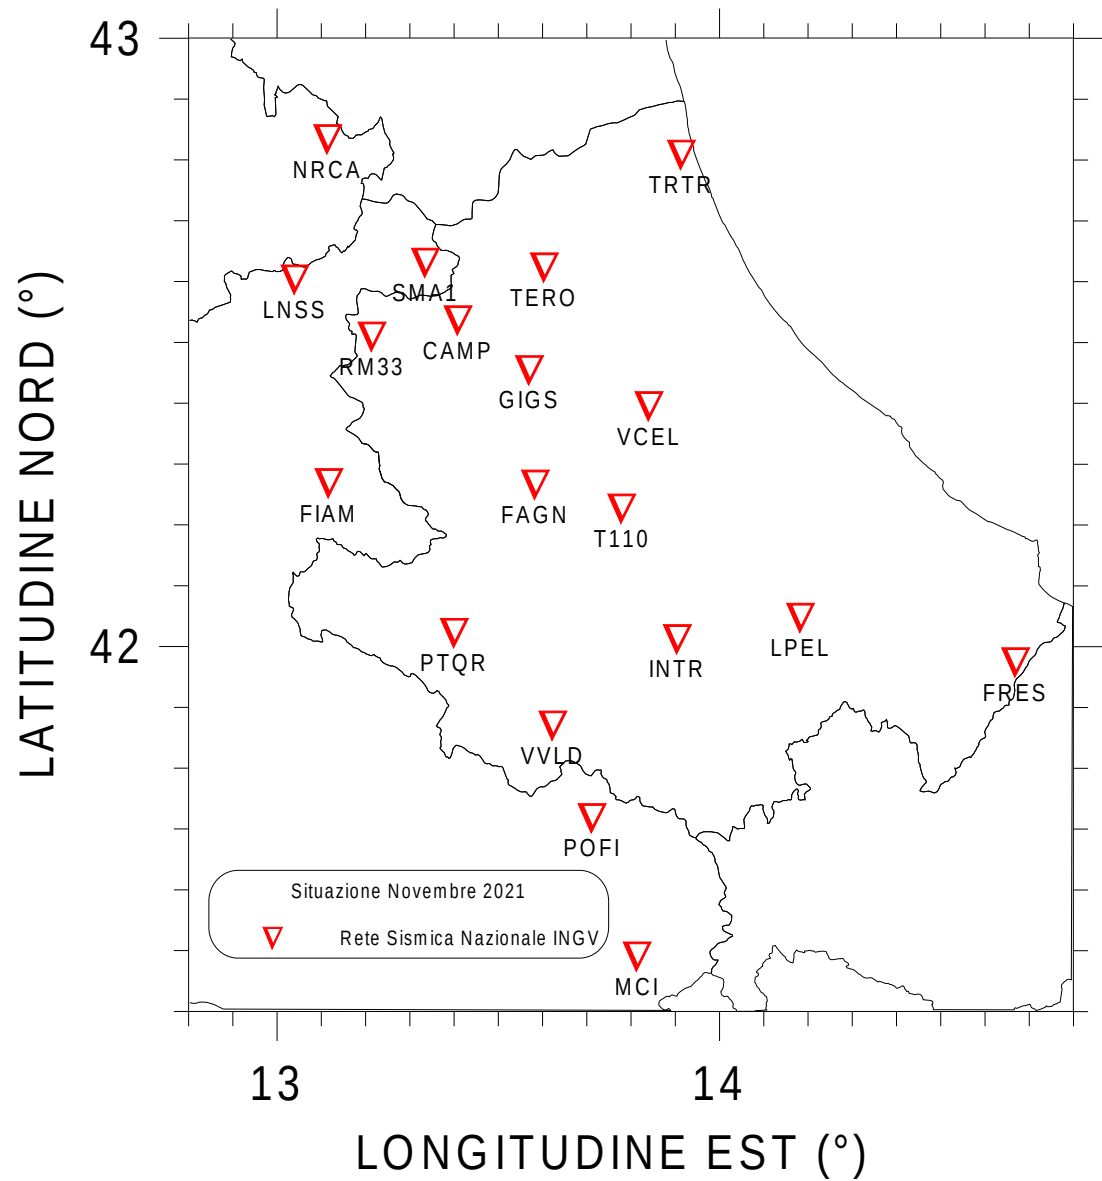 43
NRCA
TRTR
LNSS
SMA1
TERO
RM33
CAMP
GIGS
VCEL
FIAM
FAGN
T110
LATITUDINE NORD (°)
42
PTQR
INTR
LPEL
FRES
VVLD
POFI
Situazione Novembre 2021
Rete Sismica Nazionale INGV
MCI
13
14
LONGITUDINE EST (°)